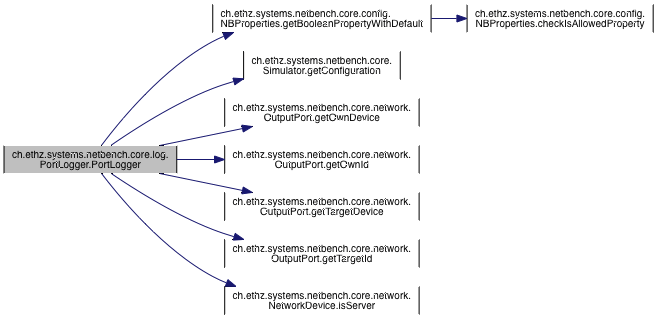 ch.ethz.systems.netbench.core.config.
NBProperties.getBooleanPropertyWithDefault
ch.ethz.systems.netbench.core.config.
NBProperties.checkIsAllowedProperty
ch.ethz.systems.netbench.core.
Simulator.getConfiguration
ch.ethz.systems.netbench.core.network.
OutputPort.getOwnDevice
ch.ethz.systems.netbench.core.log.
PortLogger.PortLogger
ch.ethz.systems.netbench.core.network.
OutputPort.getOwnId
ch.ethz.systems.netbench.core.network.
OutputPort.getTargetDevice
ch.ethz.systems.netbench.core.network.
OutputPort.getTargetId
ch.ethz.systems.netbench.core.network.
NetworkDevice.isServer